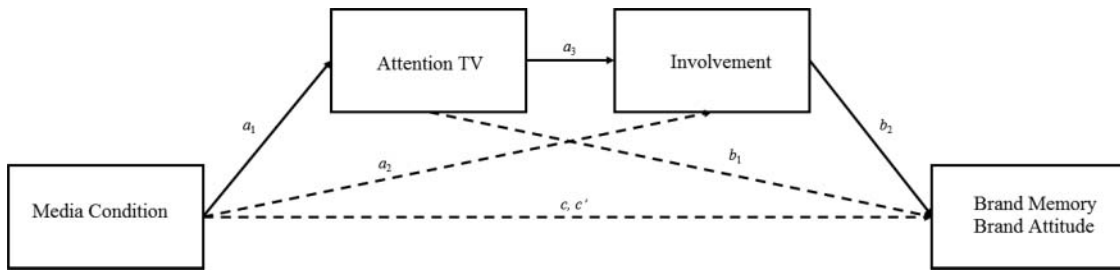 Attention TV
a₃
Involvement
a₁
a₂
b₁
b₂
Media Condition
c, c'
Brand Memory
Brand Attitude